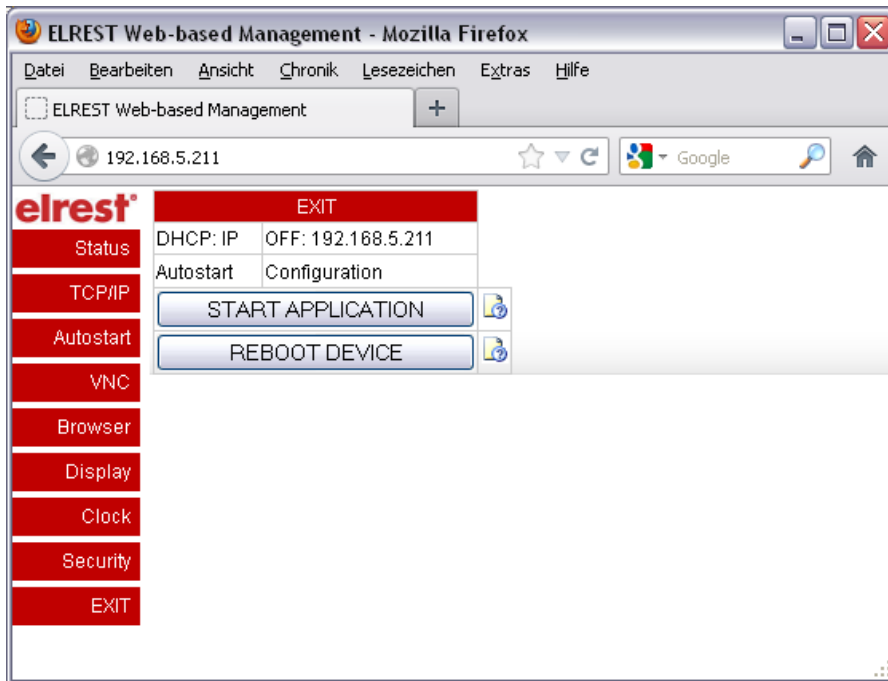 ELREST Web-based Management - Mozilla Firefox
Datei Bearbeiten Ansicht Chronik Lesezeichen Extras Hilfe
ELREST Web-based Management
192.168.5.211 Google
elrest
EXIT
DHCP: IP OFF: 192.168.5.211
Autostart Configuration
START APPLICATION
REBOOT DEVICE
Status
TCP/IP
Autostart
VNC
Browser
Display
Clock
Security
EXIT